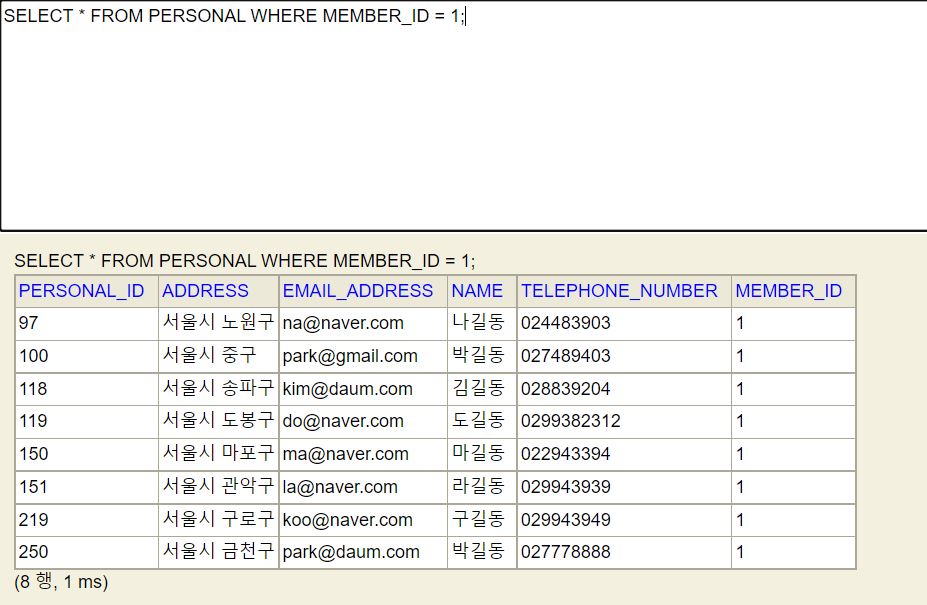 SELECT * FROM PERSONAL WHERE MEMBER_ID = 1;
SELECT * FROM PERSONAL WHERE MEMBER_ID = 1;
PERSONAL_ID ADDRESS EMAIL_ADDRESS NAME TELEPHONE_NUMBER MEMBER_ID
97 서울시 노원구 na@naver.com 나길동 024483903 1
100 서울시 중구 park@gmail.com 박길동 027489403 1
118 서울시 송파구 kim@daum.com 김길동 028839204 1
119 서울시 도봉구 do@naver.com 도길동 0299382312 1
150 서울시 마포구 ma@naver.com 마길동 022943394 1
151 서울시 관악구 la@naver.com 라길동 029943939 1
219 서울시 구로구 koo@naver.com 구길동 029943949 1
250 서울시 금천구 park@daum.com 박길동 027778888 1
(8 행, 1 ms)